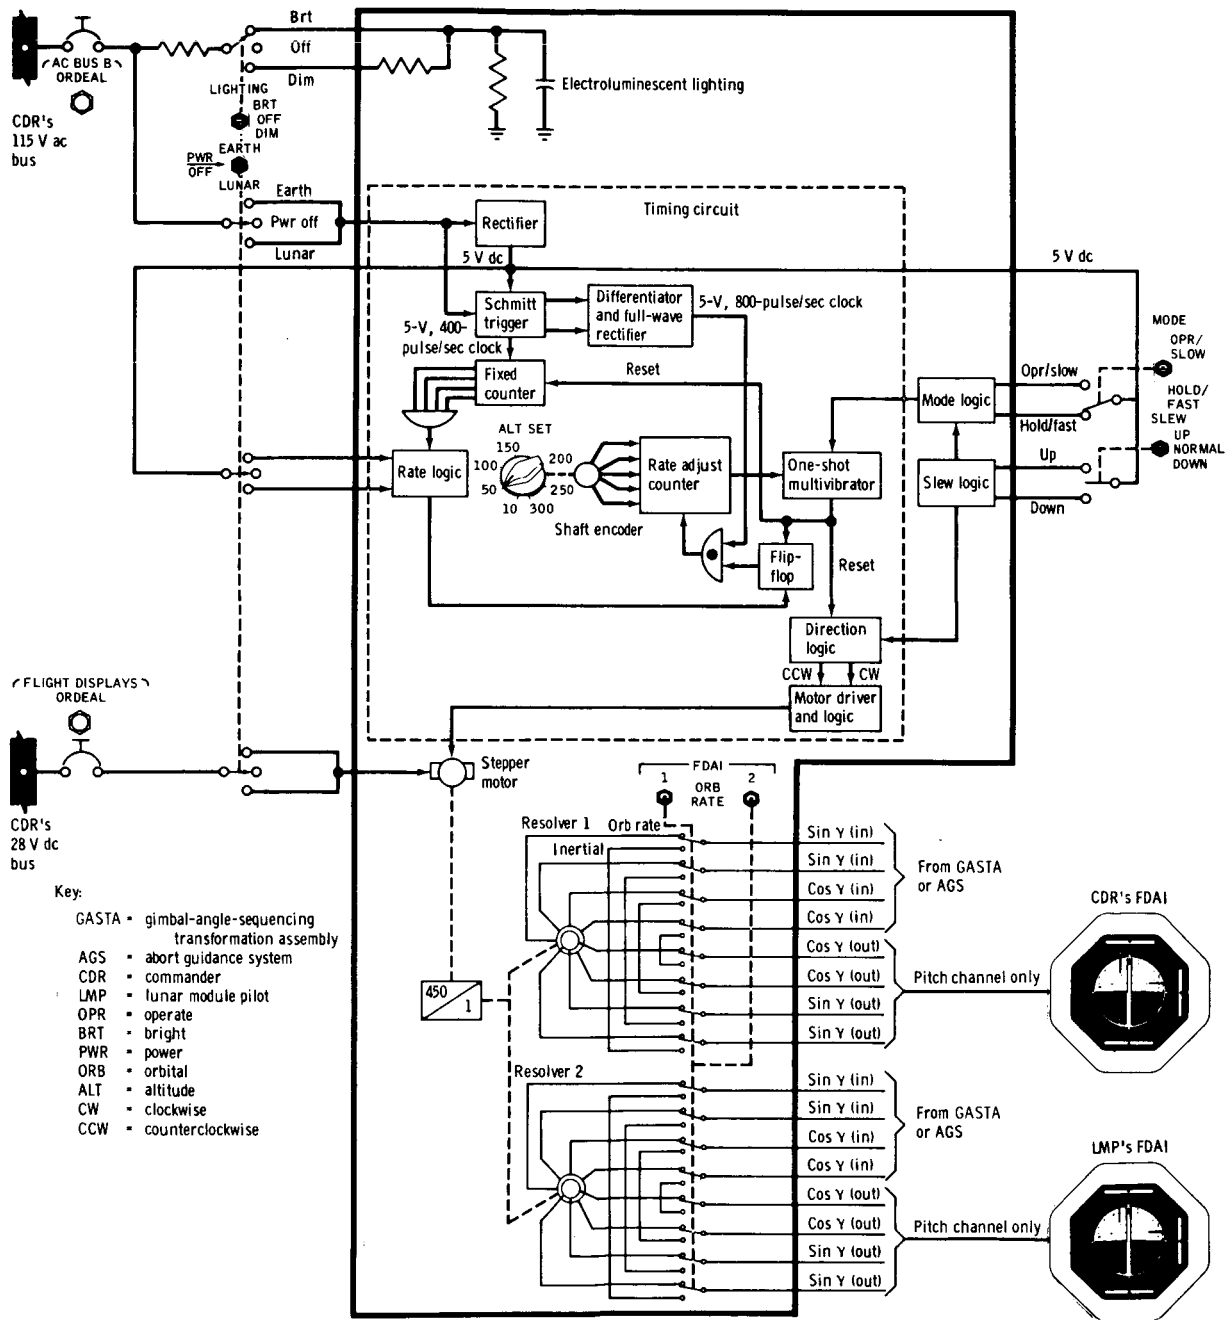 Brt
Off
Dim
AC BUS B
ORDEAL
CDR's
115 V ac
bus
LIGHTING
BRT
OFF
DIM
PWR
OFF
EARTH
LUNAR
Electroluminescent lighting
Earth
Pwr off
Lunar
Timing circuit
Rectifier
5 V dc
5 V dc
Schmitt
trigger
Differentiator
and full-wave
rectifier
5-V, 800-pulse/sec clock
5-V, 400-
pulse/sec clock
Fixed
counter
Reset
MODE
OPR/
SLOW
HOLD/
FAST
Opr/slow
Mode logic
Hold/fast
SLEW
UP
NORMAL
DOWN
Up
Slew logic
Down
ALT SET
150
100
200
50
250
10
300
Rate logic
Shaft encoder
Rate adjust
counter
One-shot
multivibrator
Flip-
flop
Reset
Direction
logic
CCW
CW
Motor driver
and logic
FLIGHT DISPLAYS
ORDEAL
CDR's
28 V dc
bus
Stepper
motor
FDAI
1
2
ORB
RATE
Resolver 1
Orb rate
Inertial
Sin γ (in)
Sin γ (in)
Cos γ (in)
Cos γ (in)
From GASTA
or AGS
Cos γ (out)
Cos γ (out)
Sin γ (out)
Sin γ (out)
Pitch channel only
CDR's FDAI
450
1
Resolver 2
Sin γ (in)
Sin γ (in)
Cos γ (in)
Cos γ (in)
From GASTA
or AGS
Cos γ (out)
Cos γ (out)
Sin γ (out)
Sin γ (out)
Pitch channel only
LMP's FDAI
Key:
GASTA = gimbal-angle-sequencing
transformation assembly
AGS = abort guidance system
CDR = commander
LMP = lunar module pilot
OPR = operate
BRT = bright
PWR = power
ORB = orbital
ALT = altitude
CW = clockwise
CCW = counterclockwise